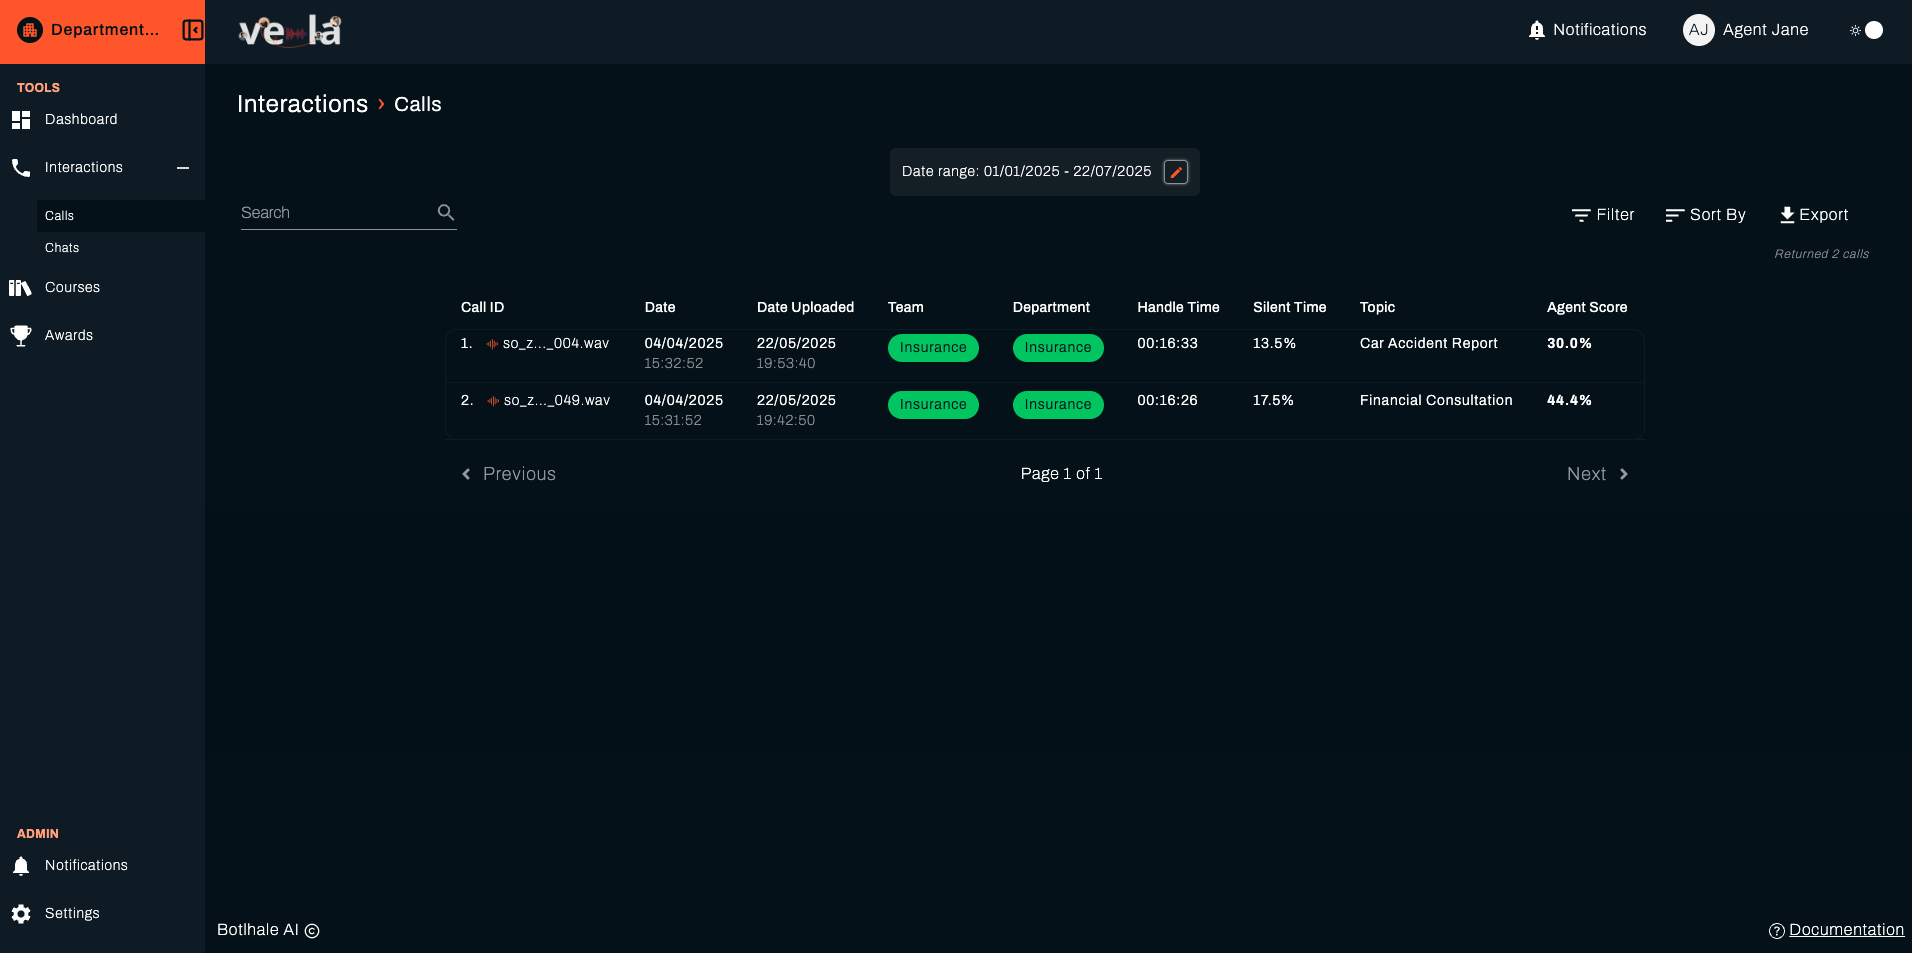 Department...
vela
Notifications
AJ Agent Jane
TOOLS
Dashboard
Interactions
Calls
Chats
Courses
Awards
Interactions › Calls
Date range: 01/01/2025 - 22/07/2025
Search
Filter
Sort By
Export
Returned 2 calls
Call ID Date Date Uploaded Team Department Handle Time Silent Time Topic Agent Score
1. so_z..._004.wav 04/04/2025 22/05/2025 Insurance Insurance 00:16:33 13.5% Car Accident Report 30.0%
15:32:52 19:53:40
2. so_z..._049.wav 04/04/2025 22/05/2025 Insurance Insurance 00:16:26 17.5% Financial Consultation 44.4%
15:31:52 19:42:50
Previous Page 1 of 1 Next
ADMIN
Notifications
Settings
Botlhale AI ©
Documentation